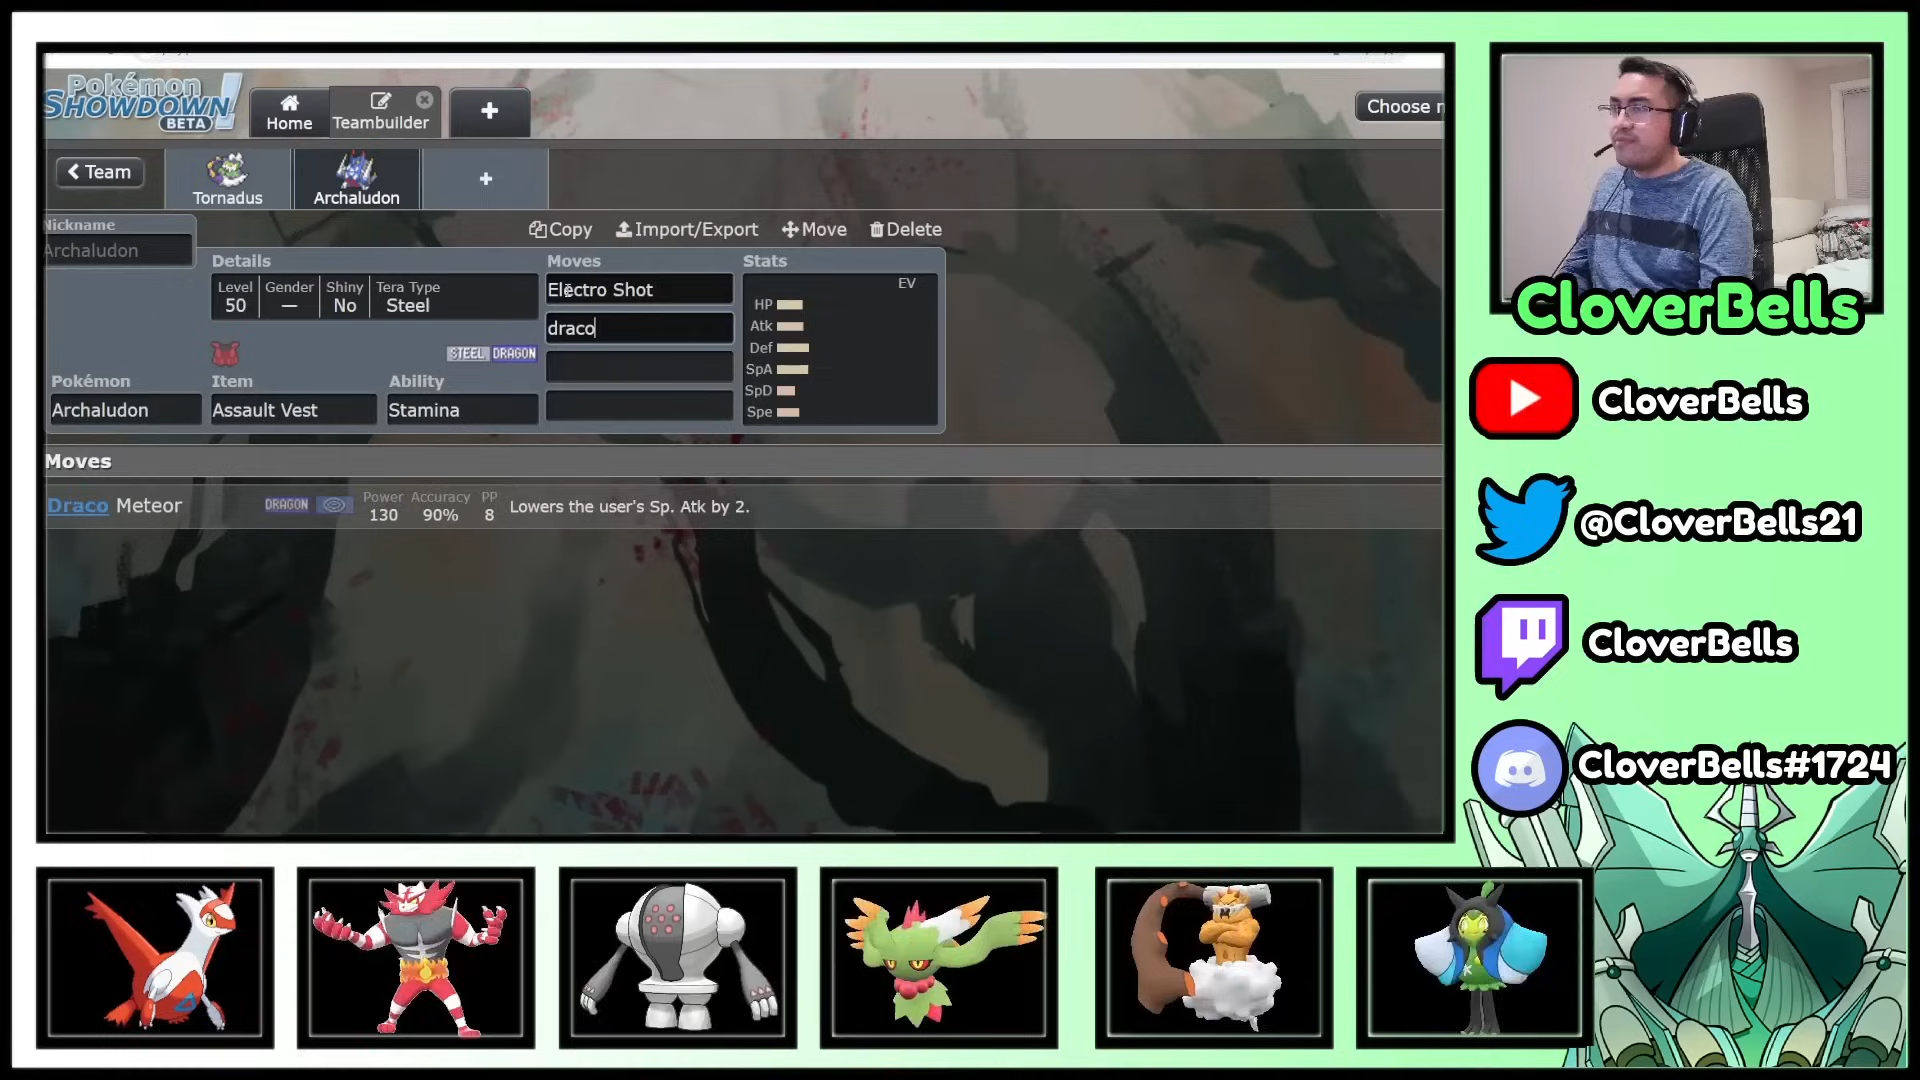 Pokémon
SHOWDOWN!
BETA
Home
Teambuilder
+
Choose n
Team
Tornadus
Archaludon
+
Nickname
Archaludon
Copy
Import/Export
Move
Delete
Details
Level
50
Gender
—
Shiny
No
Tera Type
Steel
STEEL
DRAGON
Pokémon
Archaludon
Item
Assault Vest
Ability
Stamina
Moves
Electro Shot
draco
Stats
EV
HP
Atk
Def
SpA
SpD
Spe
Moves
Draco Meteor
DRAGON
Power
130
Accuracy
90%
PP
8
Lowers the user's Sp. Atk by 2.
CloverBells
CloverBells
@CloverBells21
CloverBells
CloverBells#1724